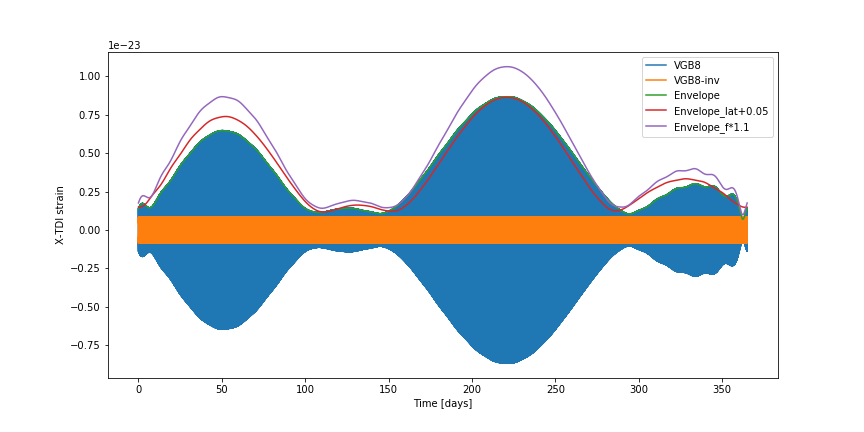 1e−23
X-TDI strain
1.00
0.75
0.50
0.25
0.00
−0.25
−0.50
−0.75
0 50 100 150 200 250 300 350
Time [days]
VGB8
VGB8-inv
Envelope
Envelope_lat+0.05
Envelope_f*1.1